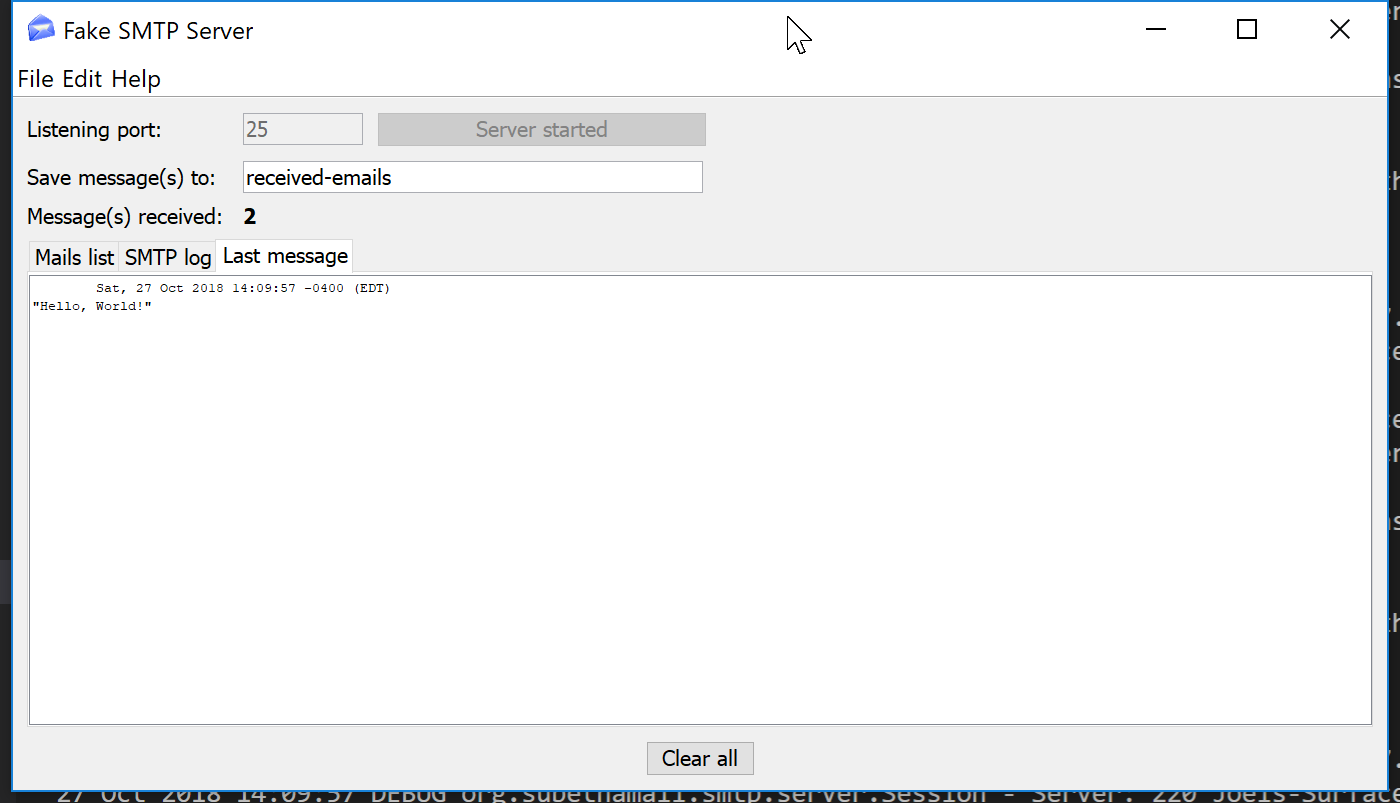 Fake SMTP Server
File Edit Help
Listening port: 25 Server started
Save message(s) to: received-emails
Message(s) received: 2
Mails list SMTP log Last message
Sat, 27 Oct 2018 14:09:57 -0400 (EDT)
"Hello, World!"
Clear all
27 Oct 2018 14:09:57 DEBUG org.subethamail.smtp.server.Session - Server: 220 Joels-Surfac